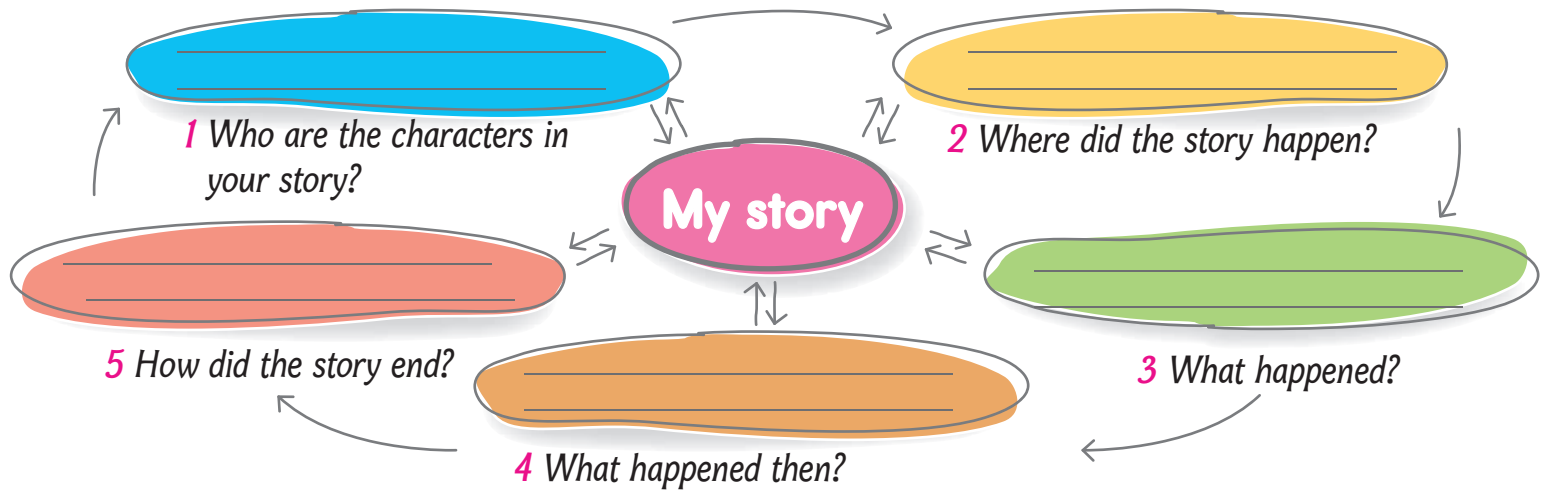 1 Who are the characters in
your story?
2 Where did the story happen?
My story
3 What happened?
4 What happened then?
5 How did the story end?